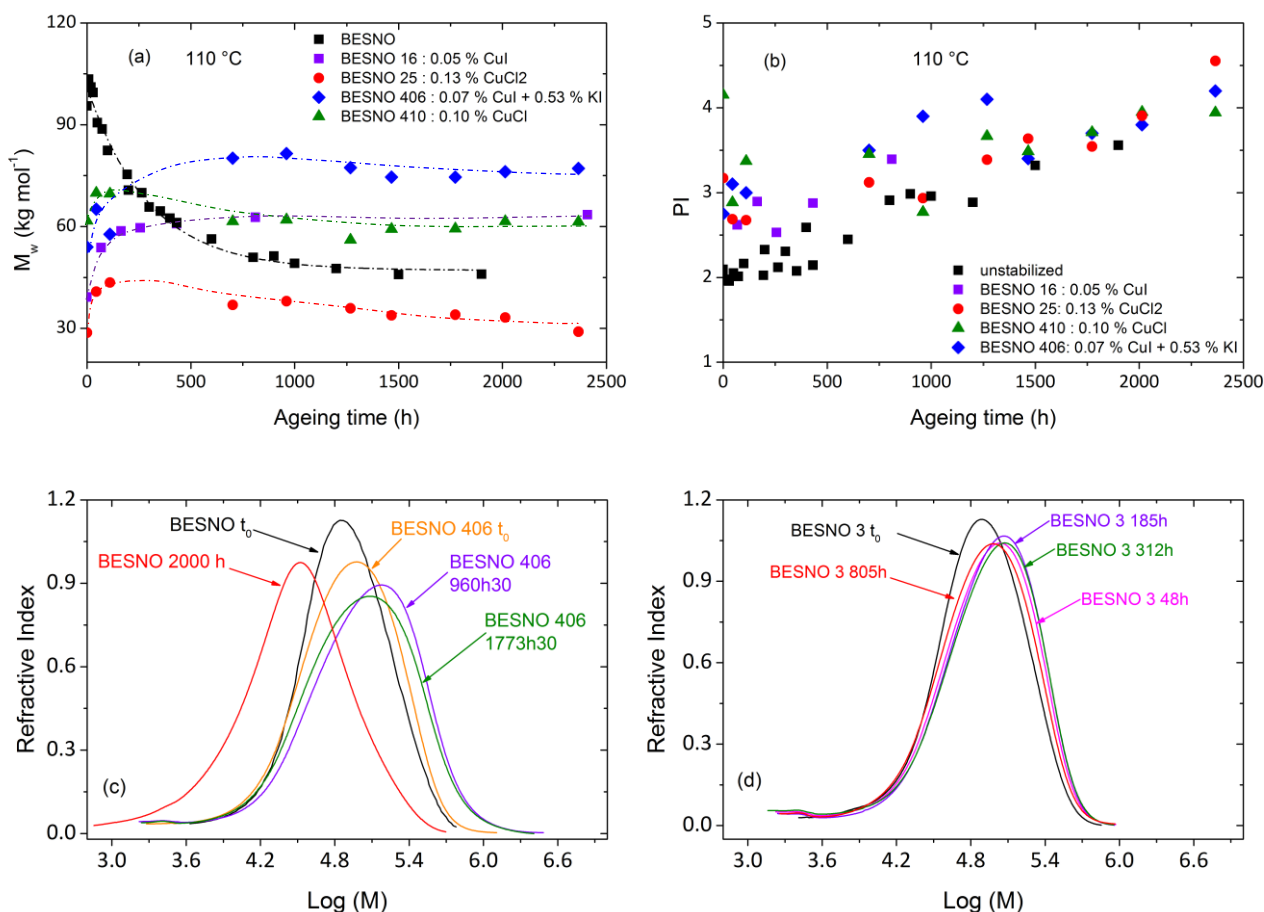 (a)
110 °C
BESNO
BESNO 16 : 0.05 % CuI
BESNO 25 : 0.13 % CuCl2
BESNO 406 : 0.07 % CuI + 0.53 % KI
BESNO 410 : 0.10 % CuCl
120
90
60
30
0 500 1000 1500 2000 2500
Mw (kg mol-1)
Ageing time (h)
(b)
110 °C
unstabilized
BESNO 16 : 0.05 % CuI
BESNO 25: 0.13 % CuCl2
BESNO 410 : 0.10 % CuCl
BESNO 406: 0.07 % CuI + 0.53 % KI
5
4
3
2
1
0 500 1000 1500 2000 2500
PI
Ageing time (h)
BESNO t0
BESNO 406 t0
BESNO 2000 h
BESNO 406
960h30
BESNO 406
1773h30
(c)
1.2
0.9
0.6
0.3
0.0
3.0 3.6 4.2 4.8 5.4 6.0 6.6
Refractive Index
Log (M)
BESNO 3 t0
BESNO 3 185h
BESNO 3 312h
BESNO 3 805h
BESNO 3 48h
(d)
1.2
0.9
0.6
0.3
0.0
3.0 3.6 4.2 4.8 5.4 6.0 6.6
Refractive Index
Log (M)